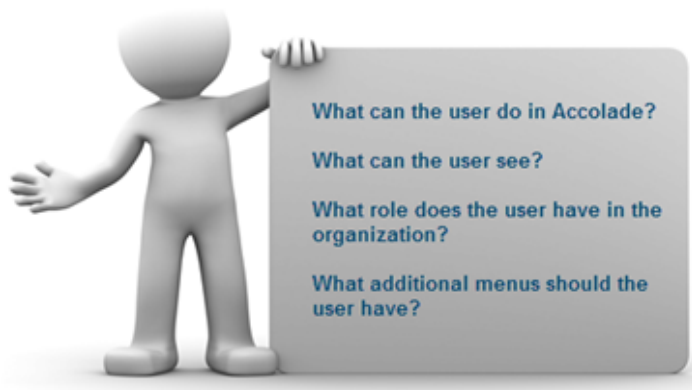 What can the user do in Accolade?
What can the user see?
What role does the user have in the
organization?
What additional menus should the
user have?